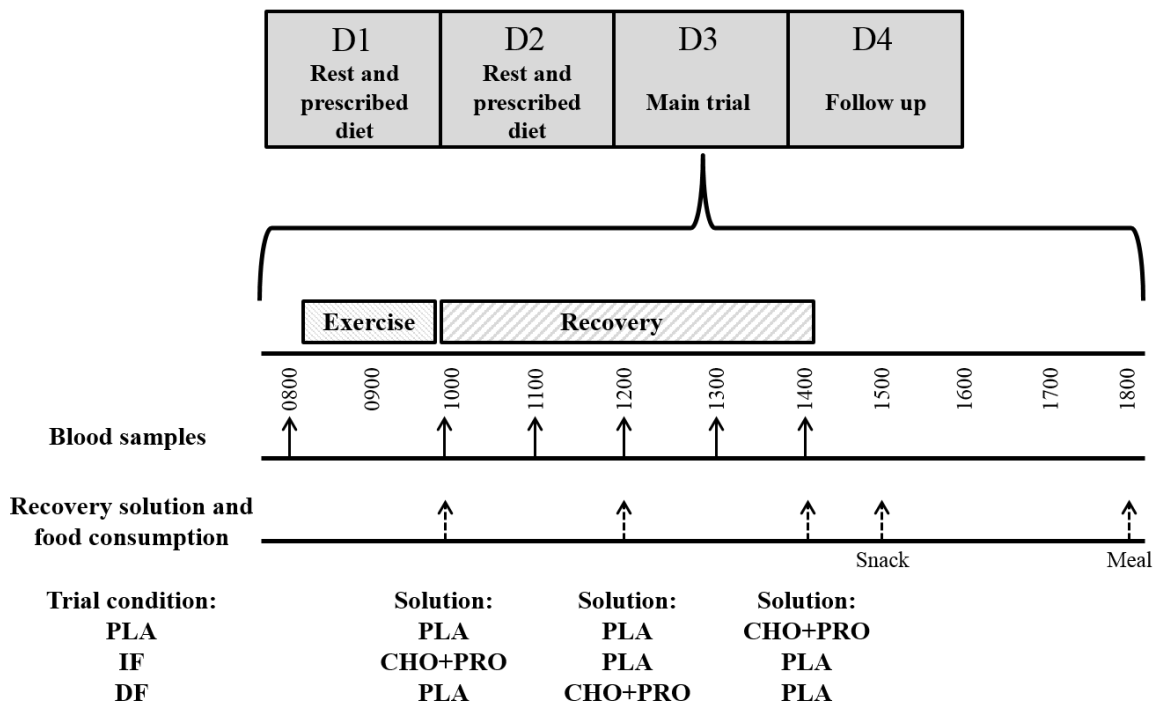 D1
Rest and
prescribed
diet
D2
Rest and
prescribed
diet
D3
Main trial
D4
Follow up
Exercise
Recovery
0800
0900
1000
1100
1200
1300
1400
1500
1600
1700
1800
Blood samples
Recovery solution and
food consumption
Snack
Meal
Trial condition: Solution: Solution: Solution:
PLA PLA PLA CHO+PRO
IF CHO+PRO PLA PLA
DF PLA CHO+PRO PLA